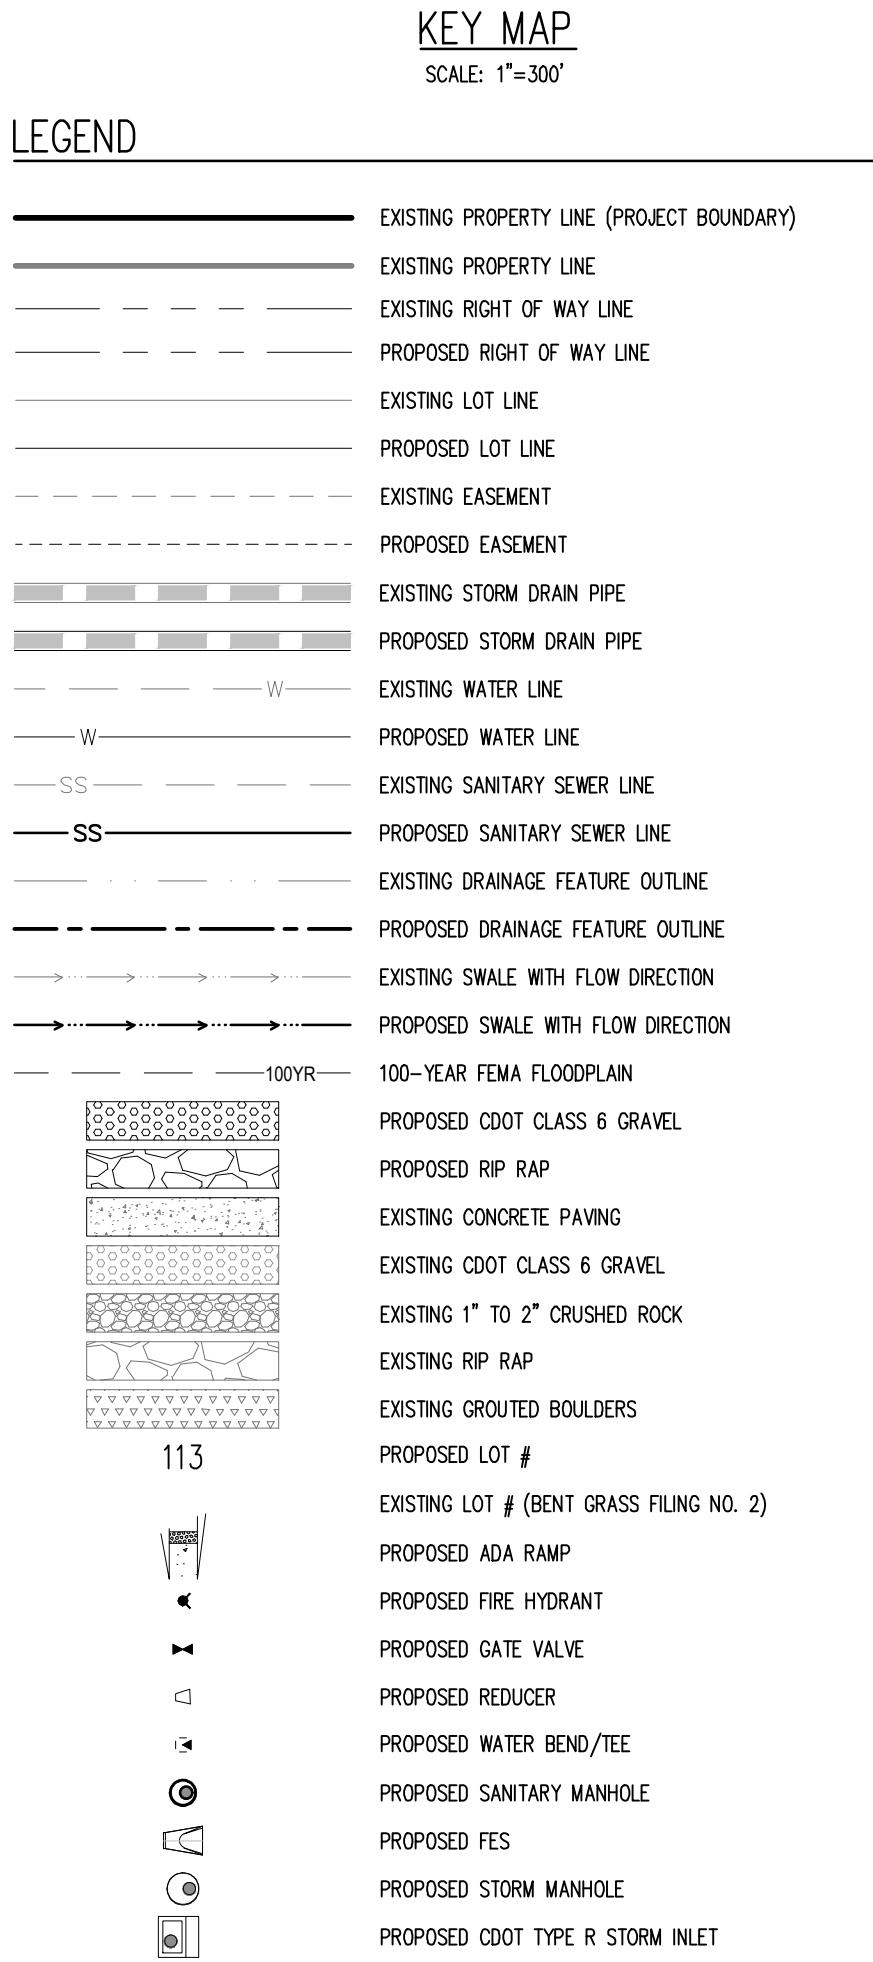 KEY MAP
SCALE: 1"=300'
LEGEND
EXISTING PROPERTY LINE (PROJECT BOUNDARY)
EXISTING PROPERTY LINE
EXISTING RIGHT OF WAY LINE
PROPOSED RIGHT OF WAY LINE
EXISTING LOT LINE
PROPOSED LOT LINE
EXISTING EASEMENT
PROPOSED EASEMENT
EXISTING STORM DRAIN PIPE
PROPOSED STORM DRAIN PIPE
W EXISTING WATER LINE
W PROPOSED WATER LINE
SS EXISTING SANITARY SEWER LINE
SS PROPOSED SANITARY SEWER LINE
EXISTING DRAINAGE FEATURE OUTLINE
PROPOSED DRAINAGE FEATURE OUTLINE
EXISTING SWALE WITH FLOW DIRECTION
PROPOSED SWALE WITH FLOW DIRECTION
100YR 100-YEAR FEMA FLOODPLAIN
PROPOSED CDOT CLASS 6 GRAVEL
PROPOSED RIP RAP
EXISTING CONCRETE PAVING
EXISTING CDOT CLASS 6 GRAVEL
EXISTING 1" TO 2" CRUSHED ROCK
EXISTING RIP RAP
EXISTING GROUTED BOULDERS
113 PROPOSED LOT #
EXISTING LOT # (BENT GRASS FILING NO. 2)
PROPOSED ADA RAMP
PROPOSED FIRE HYDRANT
PROPOSED GATE VALVE
PROPOSED REDUCER
PROPOSED WATER BEND/TEE
PROPOSED SANITARY MANHOLE
PROPOSED FES
PROPOSED STORM MANHOLE
PROPOSED CDOT TYPE R STORM INLET